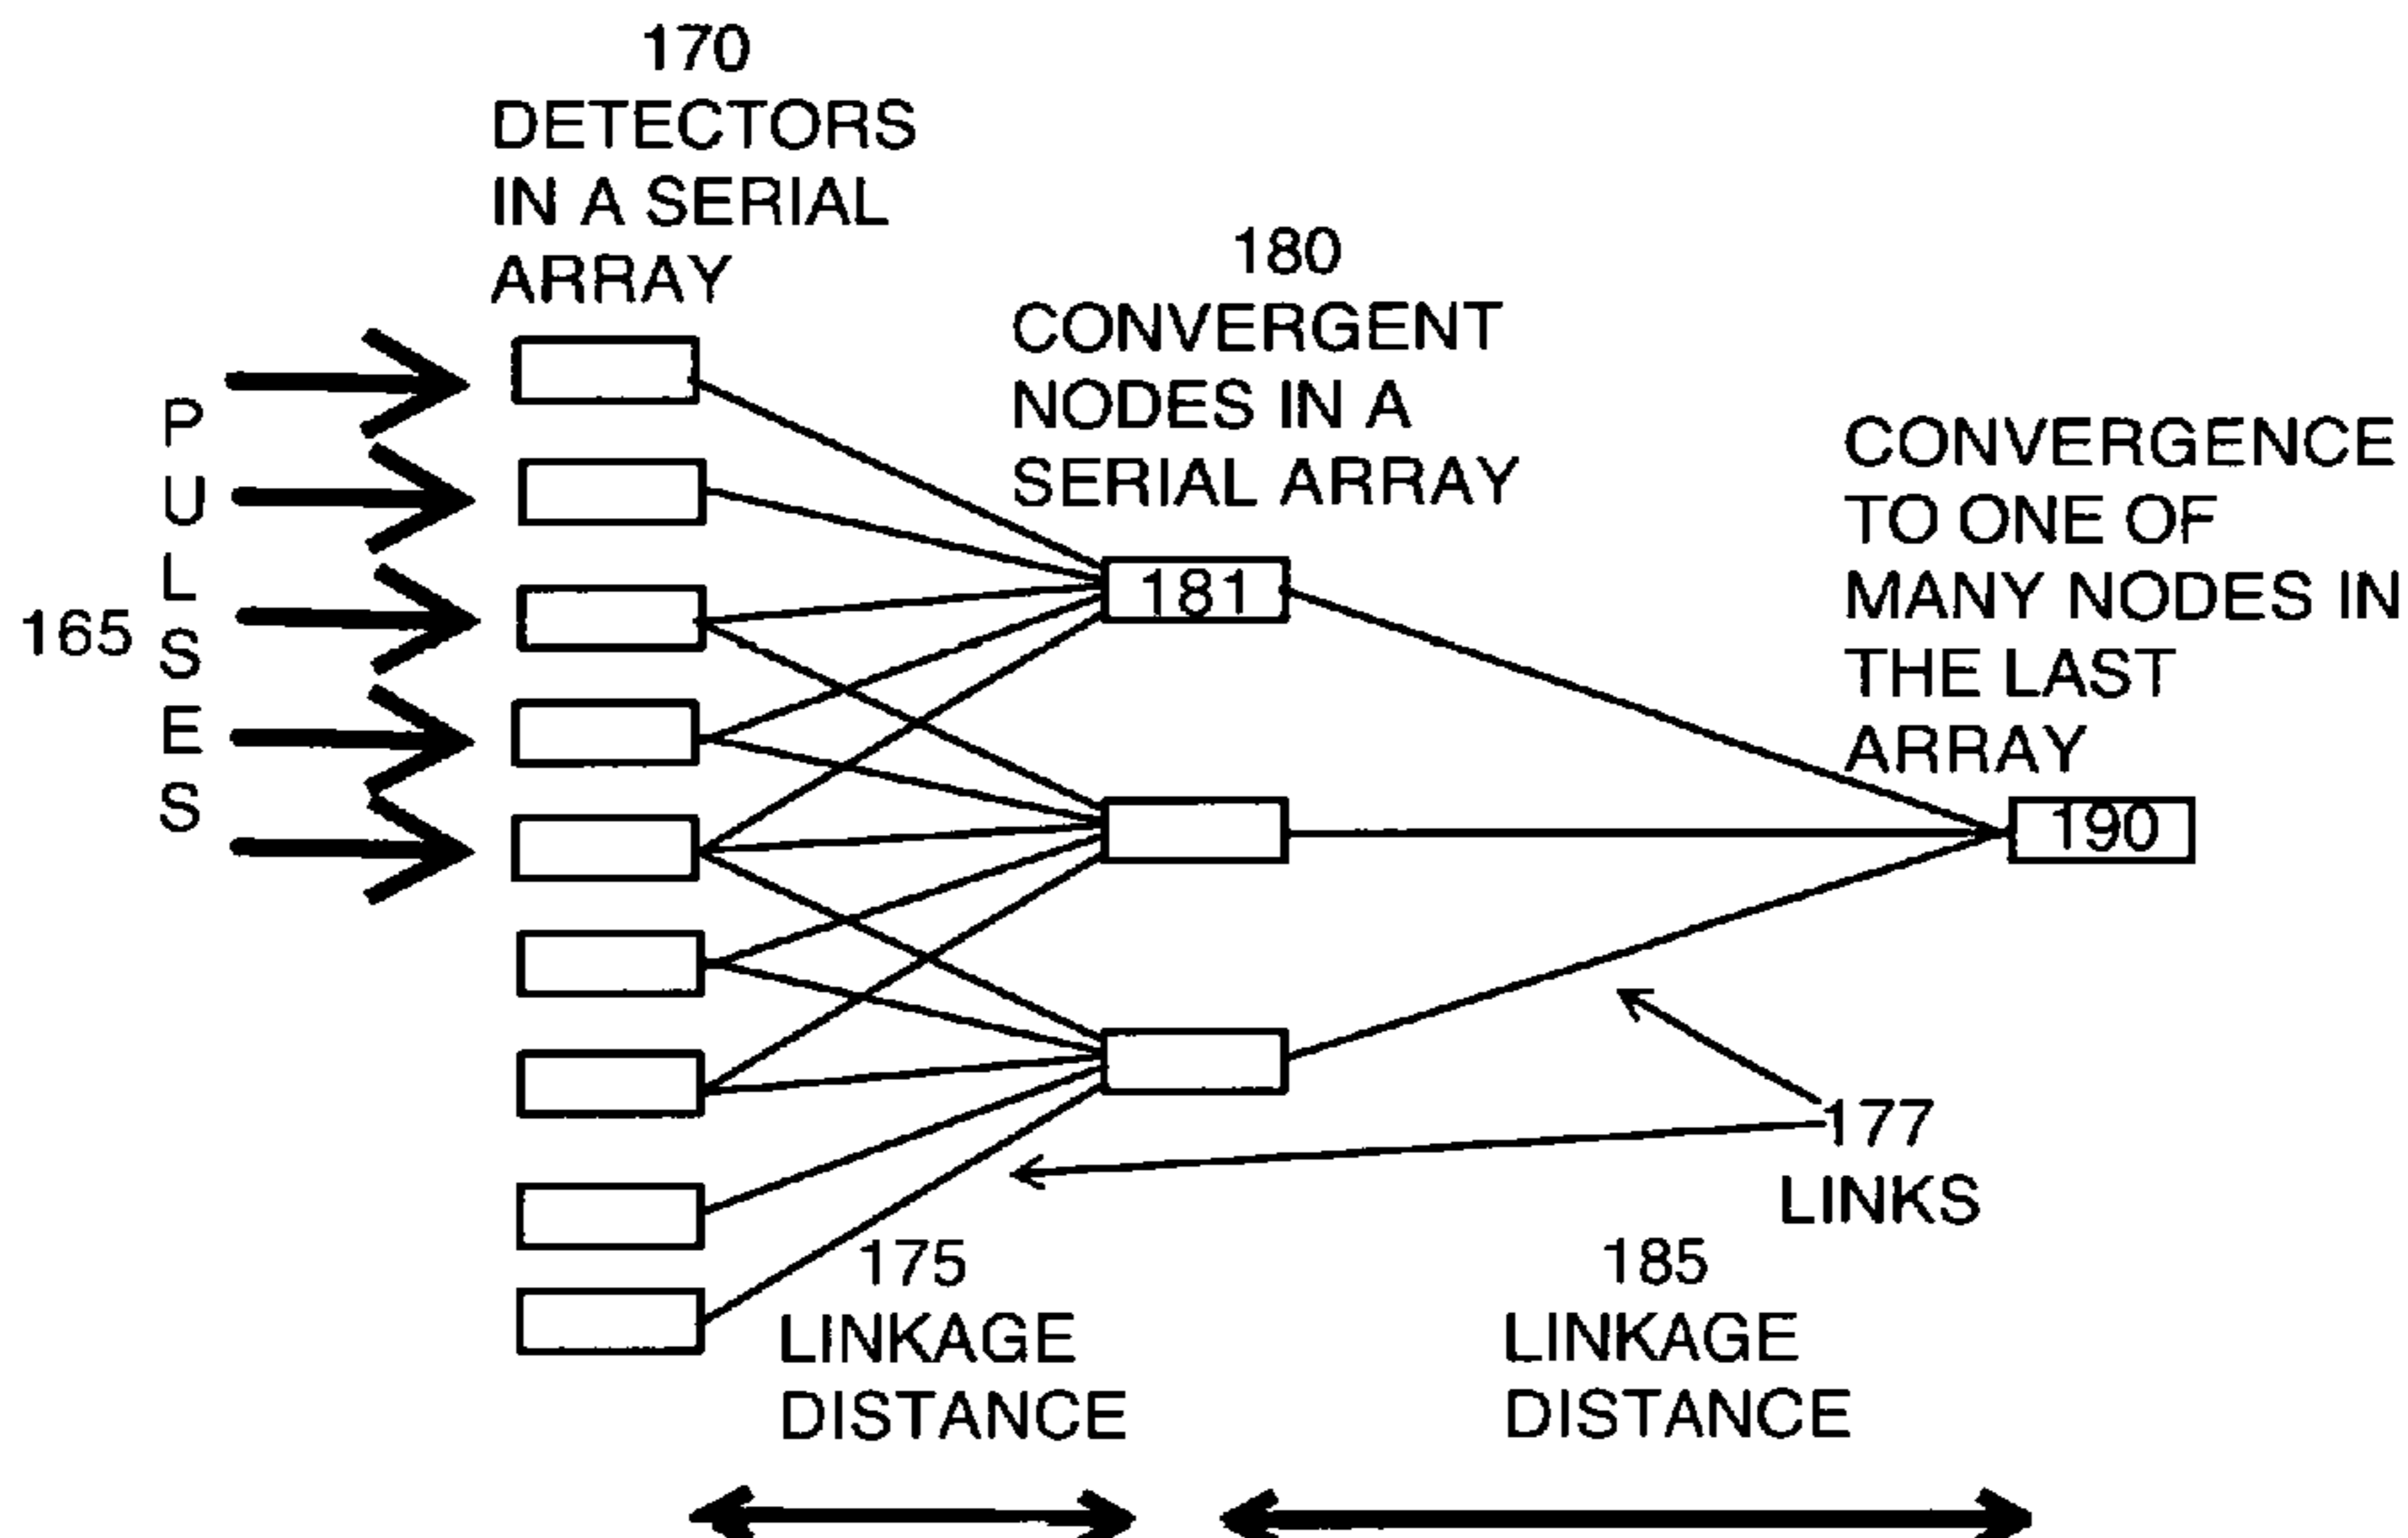 170
DETECTORS
IN A SERIAL
ARRAY
180
CONVERGENT
NODES IN A
SERIAL ARRAY
CONVERGENCE
TO ONE OF
MANY NODES IN
THE LAST
ARRAY
165
PULSES
181
190
177
LINKS
175
LINKAGE
DISTANCE
185
LINKAGE
DISTANCE